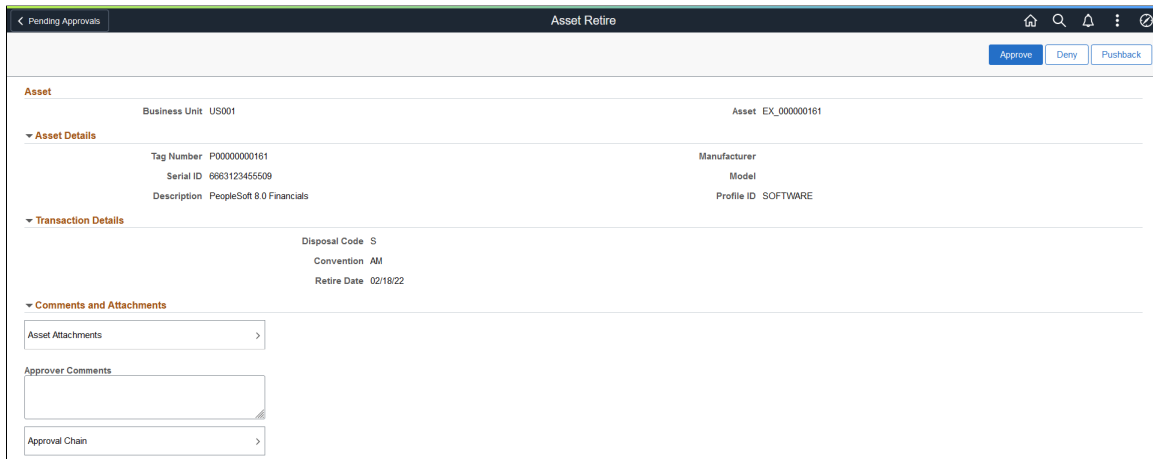 Pending Approvals
Asset Retire
Approve Deny Pushback
Asset
Business Unit US001 Asset EX_000000161
Asset Details
Tag Number P00000000161 Manufacturer
Serial ID 6663123455509 Model
Description PeopleSoft 8.0 Financials Profile ID SOFTWARE
Transaction Details
Disposal Code S
Convention AM
Retire Date 02/18/22
Comments and Attachments
Asset Attachments
Approver Comments
Approval Chain